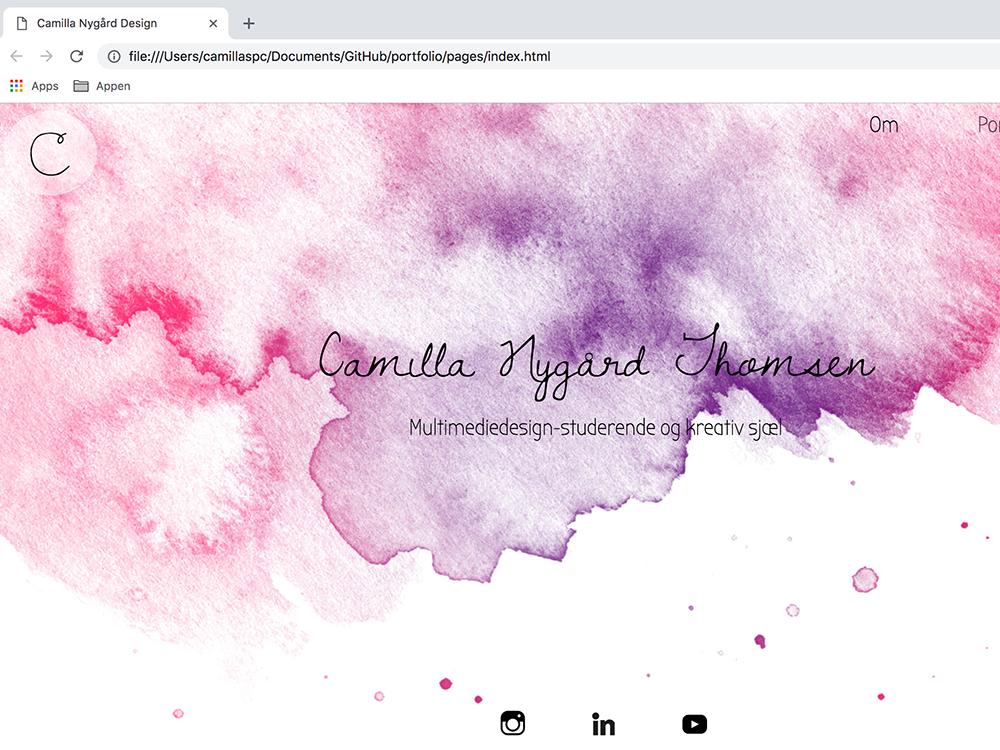 Camilla Nygård Design
file:///Users/camillaspc/Documents/GitHub/portfolio/pages/index.html
Apps Appen
C
Om
Camilla Nygård Thomsen
Multimediedesign-studerende og kreativ sjæl
in